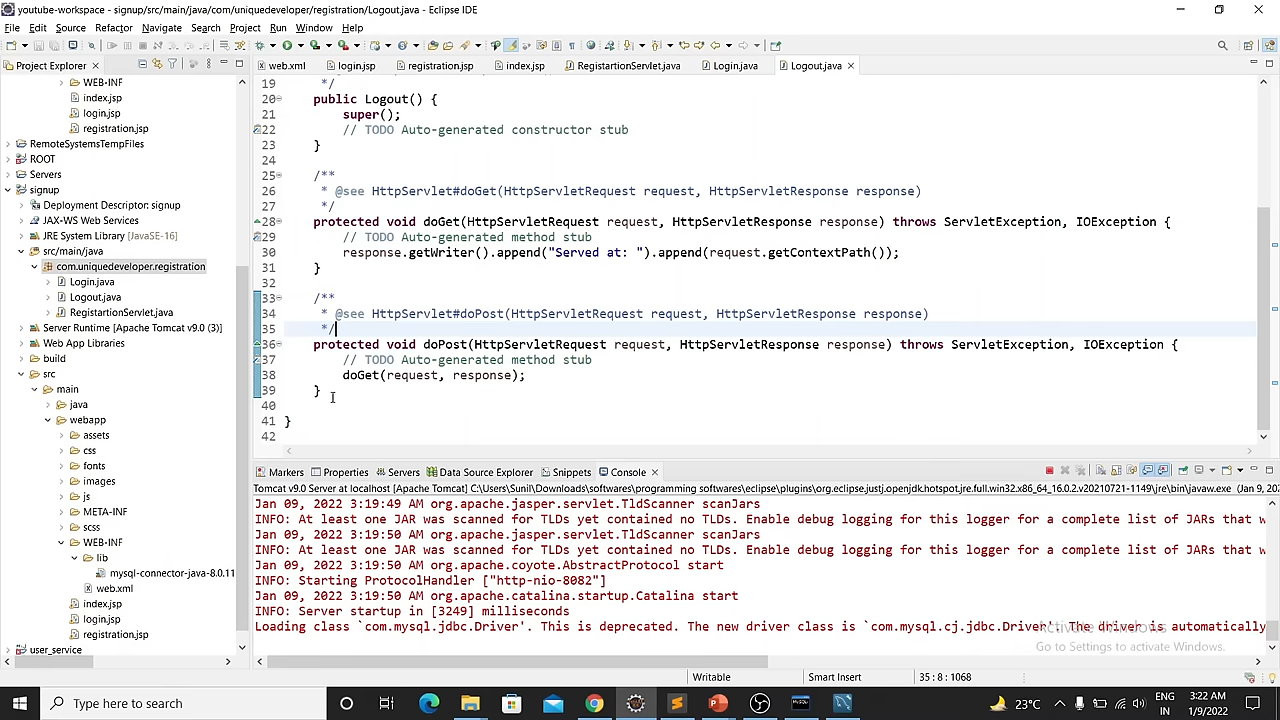 youtube-workspace - signup/src/main/java/com/uniquedeveloper/registration/Logout.java - Eclipse IDE
File Edit Source Refactor Navigate Search Project Run Window Help
Project Explorer
web.xml login.jsp registration.jsp index.jsp RegistartionServlet.java Login.java Logout.java
WEB-INF
index.jsp
login.jsp
registration.jsp
RemoteSystemsTempFiles
ROOT
Servers
signup
Deployment Descriptor: signup
JAX-WS Web Services
JRE System Library [JavaSE-16]
src/main/java
com.uniquedeveloper.registration
Login.java
Logout.java
RegistartionServlet.java
Server Runtime [Apache Tomcat v9.0 (3)]
Web App Libraries
build
src
main
java
webapp
assets
css
fonts
images
js
META-INF
scss
WEB-INF
lib
mysql-connector-java-8.0.11
web.xml
index.jsp
login.jsp
registration.jsp
user_service
19 */
20 public Logout() {
21 super();
22 // TODO Auto-generated constructor stub
23 }
24
25 /**
26 * @see HttpServlet#doGet(HttpServletRequest request, HttpServletResponse response)
27 */
28 protected void doGet(HttpServletRequest request, HttpServletResponse response) throws ServletException, IOException {
29 // TODO Auto-generated method stub
30 response.getWriter().append("Served at: ").append(request.getContextPath());
31 }
32
33 /**
34 * @see HttpServlet#doPost(HttpServletRequest request, HttpServletResponse response)
35 */
36 protected void doPost(HttpServletRequest request, HttpServletResponse response) throws ServletException, IOException {
37 // TODO Auto-generated method stub
38 doGet(request, response);
39 }
40
41 }
42
Markers Properties Servers Data Source Explorer Snippets Console
Tomcat v9.0 Server at localhost [Apache Tomcat] C:\Users\Sunil\Downloads\softwares\programming softwares\eclipse\plugins\org.eclipse.justj.openjdk.hotspot.jre.full.win32.x86_64_16.0.2.v20210721-1149\jre\bin\javaw.exe (Jan 9, 202
Jan 09, 2022 3:19:49 AM org.apache.jasper.servlet.TldScanner scanJars
INFO: At least one JAR was scanned for TLDs yet contained no TLDs. Enable debug logging for this logger for a complete list of JARs that w
Jan 09, 2022 3:19:50 AM org.apache.jasper.servlet.TldScanner scanJars
INFO: At least one JAR was scanned for TLDs yet contained no TLDs. Enable debug logging for this logger for a complete list of JARs that w
Jan 09, 2022 3:19:50 AM org.apache.coyote.AbstractProtocol start
INFO: Starting ProtocolHandler ["http-nio-8082"]
Jan 09, 2022 3:19:50 AM org.apache.catalina.startup.Catalina start
INFO: Server startup in [3249] milliseconds
Loading class `com.mysql.jdbc.Driver'. This is deprecated. The new driver class is `com.mysql.cj.jdbc.Driver'. The driver is automatically
Activate Windows
Go to Settings to activate Windows.
Writable Smart Insert 35 : 8 : 1068
Type here to search
23°C
ENG
IN
3:22 AM
1/9/2022